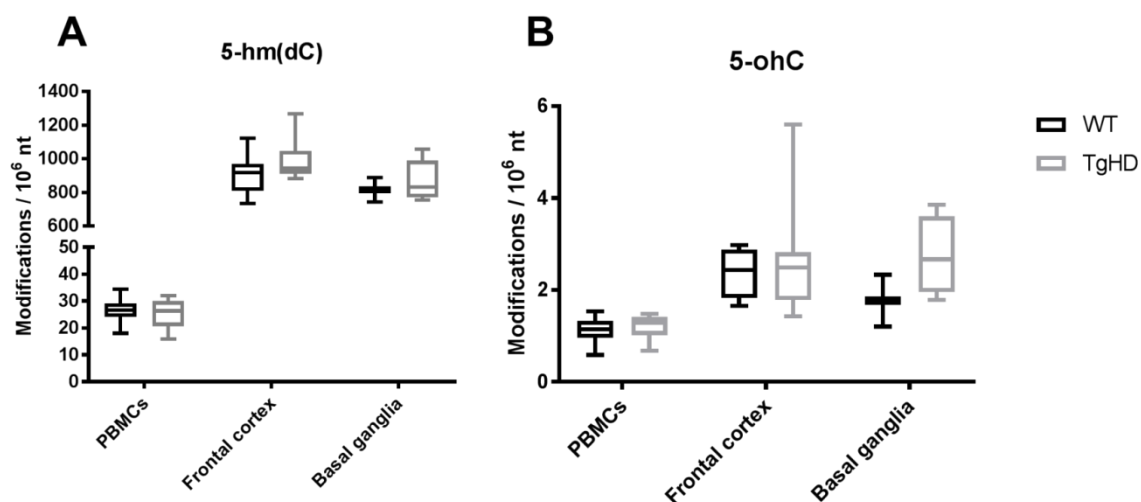 A
5-hm(dC)
Modifications / 10⁶ nt
1400
1200
1000
800
600
50
40
30
20
10
0
PBMCs
Frontal cortex
Basal ganglia
B
5-ohC
Modifications / 10⁶ nt
6
4
2
0
PBMCs
Frontal cortex
Basal ganglia
WT
TgHD